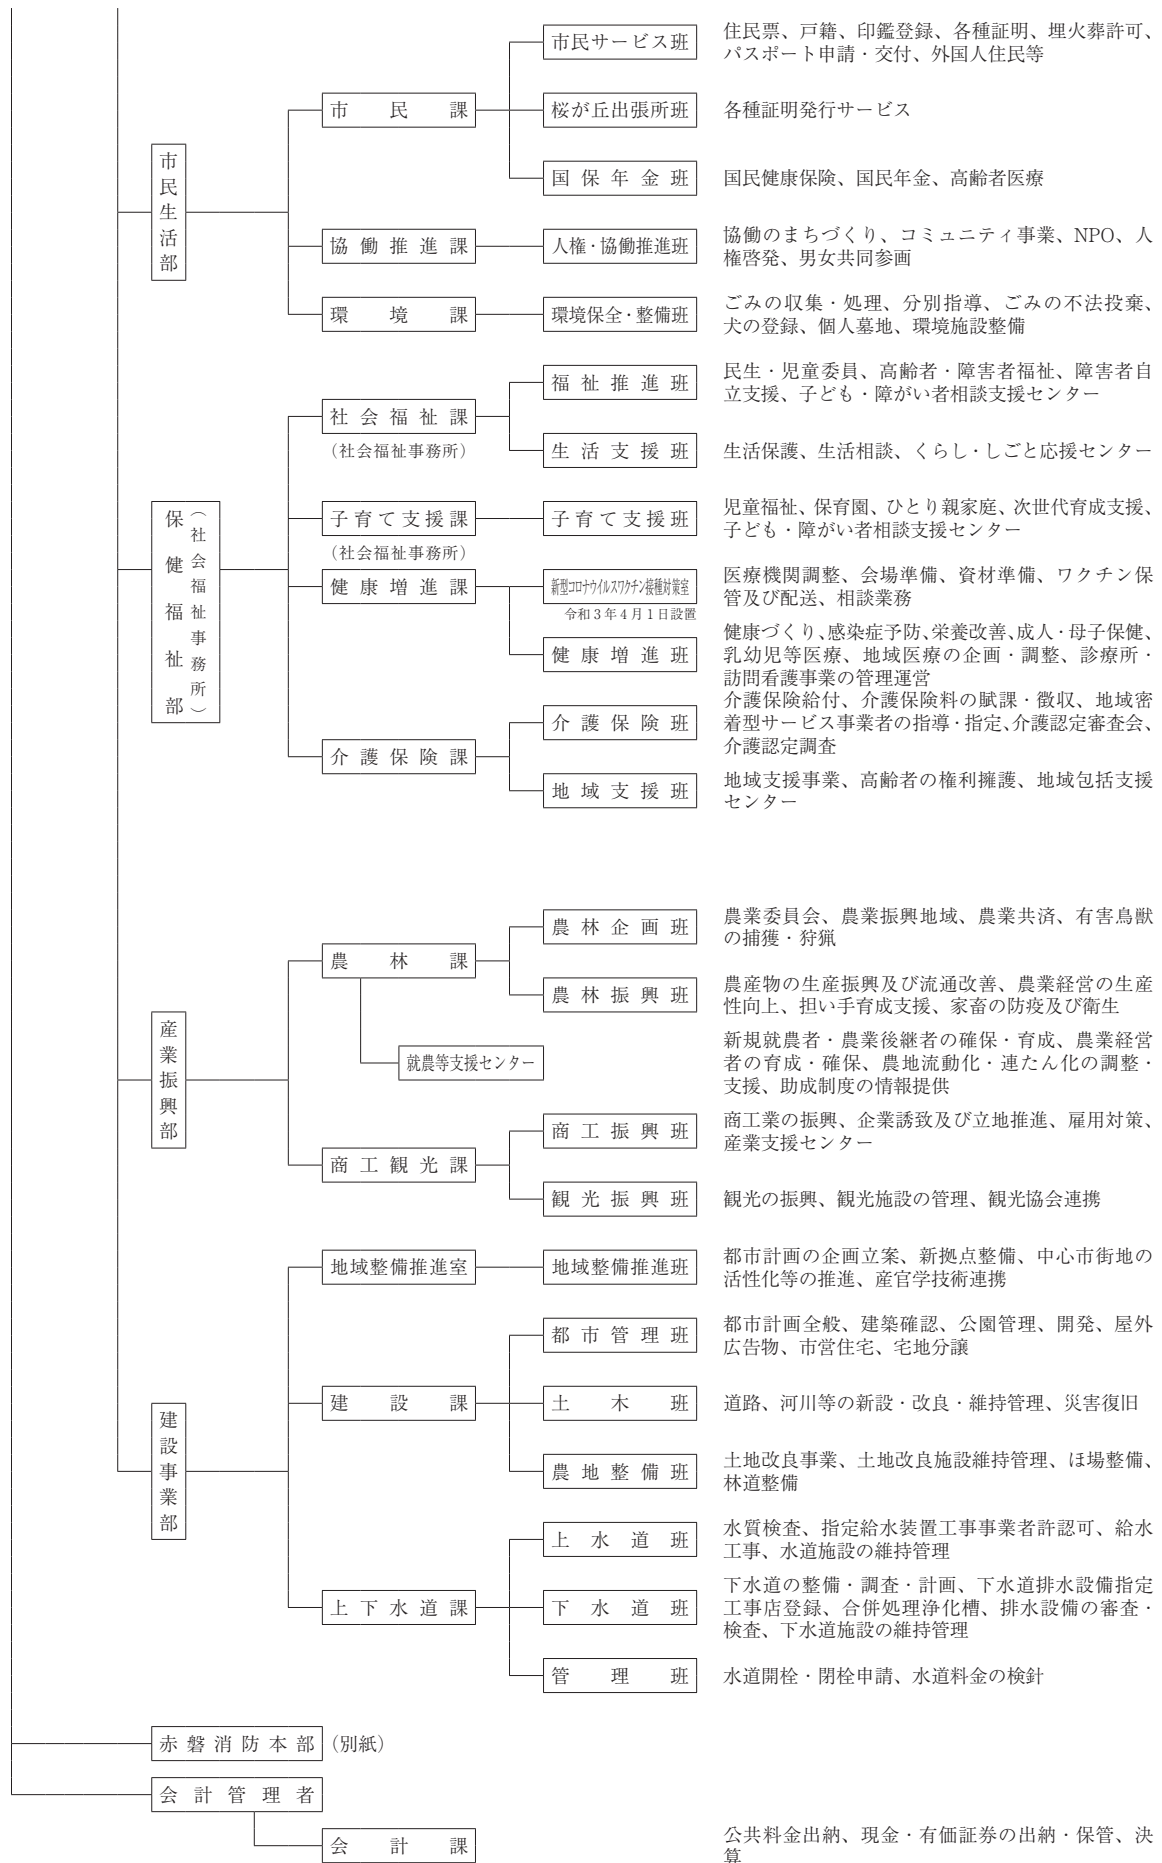 市民生活部
市民課
市民サービス班
住民票、戸籍、印鑑登録、各種証明、埋火葬許可、
パスポート申請・交付、外国人住民等
桜が丘出張所班
各種証明発行サービス
国保年金班
国民健康保険、国民年金、高齢者医療
協働推進課
人権・協働推進班
協働のまちづくり、コミュニティ事業、NPO、人
権啓発、男女共同参画
環境課
環境保全・整備班
ごみの収集・処理、分別指導、ごみの不法投棄、
犬の登録、個人墓地、環境施設整備
保健福祉部
（社会福祉事務所）
社会福祉課
（社会福祉事務所）
福祉推進班
民生・児童委員、高齢者・障害者福祉、障害者自
立支援、子ども・障がい者相談支援センター
生活支援班
生活保護、生活相談、くらし・しごと応援センター
子育て支援課
（社会福祉事務所）
子育て支援班
児童福祉、保育園、ひとり親家庭、次世代育成支援、
子ども・障がい者相談支援センター
健康増進課
新型コロナウイルスワクチン接種対策室
令和３年４月１日設置
医療機関調整、会場準備、資材準備、ワクチン保
管及び配送、相談業務
健康増進班
健康づくり、感染症予防、栄養改善、成人・母子保健、
乳幼児等医療、地域医療の企画・調整、診療所・
訪問看護事業の管理運営
介護保険課
介護保険班
介護保険給付、介護保険料の賦課・徴収、地域密
着型サービス事業者の指導・指定、介護認定審査会、
介護認定調査
地域支援班
地域支援事業、高齢者の権利擁護、地域包括支援
センター
産業振興部
農林課
農林企画班
農業委員会、農業振興地域、農業共済、有害鳥獣
の捕獲・狩猟
農林振興班
農産物の生産振興及び流通改善、農業経営の生産
性向上、担い手育成支援、家畜の防疫及び衛生
就農等支援センター
新規就農者・農業後継者の確保・育成、農業経営
者の育成・確保、農地流動化・連たん化の調整・
支援、助成制度の情報提供
商工観光課
商工振興班
商工業の振興、企業誘致及び立地推進、雇用対策、
産業支援センター
観光振興班
観光の振興、観光施設の管理、観光協会連携
建設事業部
地域整備推進室
地域整備推進班
都市計画の企画立案、新拠点整備、中心市街地の
活性化等の推進、産官学技術連携
建設課
都市管理班
都市計画全般、建築確認、公園管理、開発、屋外
広告物、市営住宅、宅地分譲
土木班
道路、河川等の新設・改良・維持管理、災害復旧
農地整備班
土地改良事業、土地改良施設維持管理、ほ場整備、
林道整備
上下水道課
上水道班
水質検査、指定給水装置工事事業者許認可、給水
工事、水道施設の維持管理
下水道班
下水道の整備・調査・計画、下水道排水設備指定
工事店登録、合併処理浄化槽、排水設備の審査・
検査、下水道施設の維持管理
管理班
水道開栓・閉栓申請、水道料金の検針
赤磐消防本部（別紙）
会計管理者
会計課
公共料金出納、現金・有価証券の出納・保管、決
算